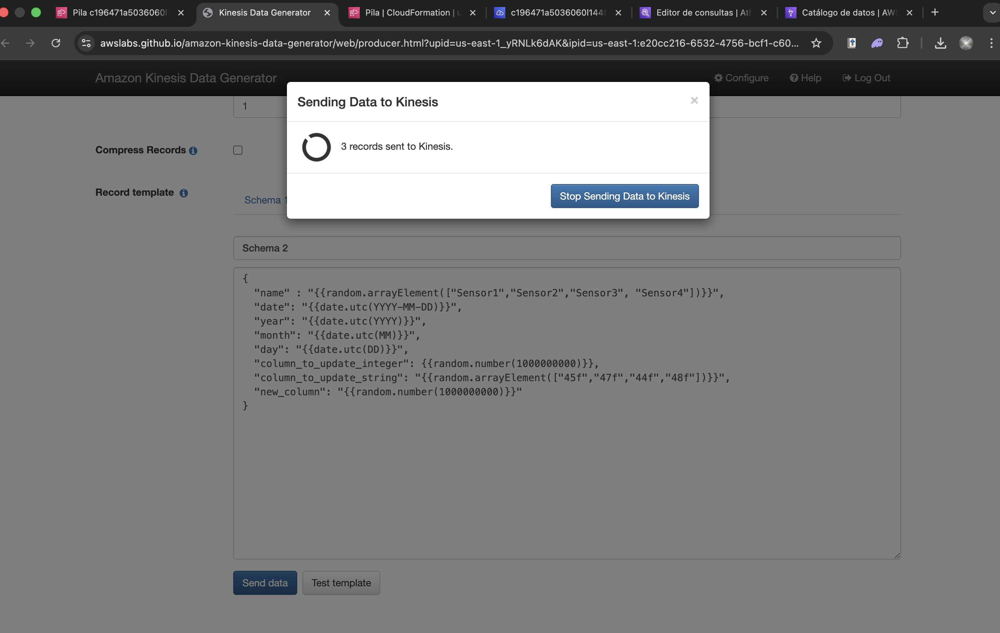 Pila c196471a5036060l
Kinesis Data Generator
Pila | CloudFormation | u
c196471a5036060l1445
Editor de consultas | Ath
Catálogo de datos | AWS
awslabs.github.io/amazon-kinesis-data-generator/web/producer.html?upid=us-east-1_yRNLk6dAK&ipid=us-east-1:e20cc216-6532-4756-bcf1-c60...
Amazon Kinesis Data Generator
Configure
Help
Log Out
Sending Data to Kinesis
1
3 records sent to Kinesis.
Compress Records
Record template
Stop Sending Data to Kinesis
Schema 1
Schema 2
{
"name" : "{{random.arrayElement(["Sensor1","Sensor2","Sensor3", "Sensor4"])}}",
"date": "{{date.utc(YYYY-MM-DD)}}",
"year": "{{date.utc(YYYY)}}",
"month": "{{date.utc(MM)}}",
"day": "{{date.utc(DD)}}",
"column_to_update_integer": {{random.number(1000000000)}},
"column_to_update_string": "{{random.arrayElement(["45f","47f","44f","48f"])}}",
"new_column": "{{random.number(1000000000)}}"
}
Send data
Test template